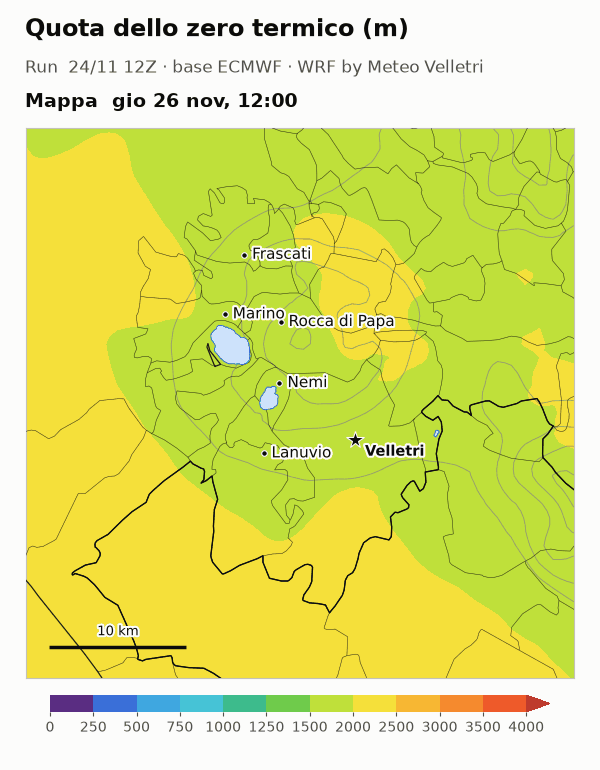 Quota dello zero termico (m)
Run  24/11 12Z · base ECMWF · WRF by Meteo Velletri
Mappa  gio 26 nov, 12:00
Frascati
Marino
Rocca di Papa
Nemi
Velletri
Lanuvio
10 km
0 250 500 750 1000 1250 1500 2000 2500 3000 3500 4000